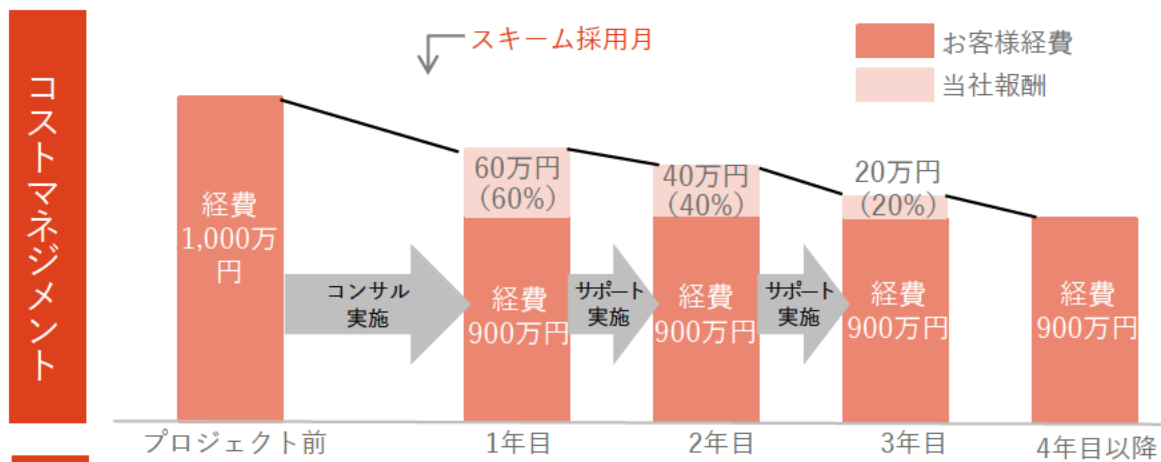 コストマネジメント
スキーム採用月
お客様経費
当社報酬
経費
1,000万
円
コンサル
実施
60万円
(60%)
経費
900万円
サポート
実施
40万円
(40%)
経費
900万円
サポート
実施
20万円
(20%)
経費
900万円
経費
900万円
プロジェクト前
1年目
2年目
3年目
4年目以降